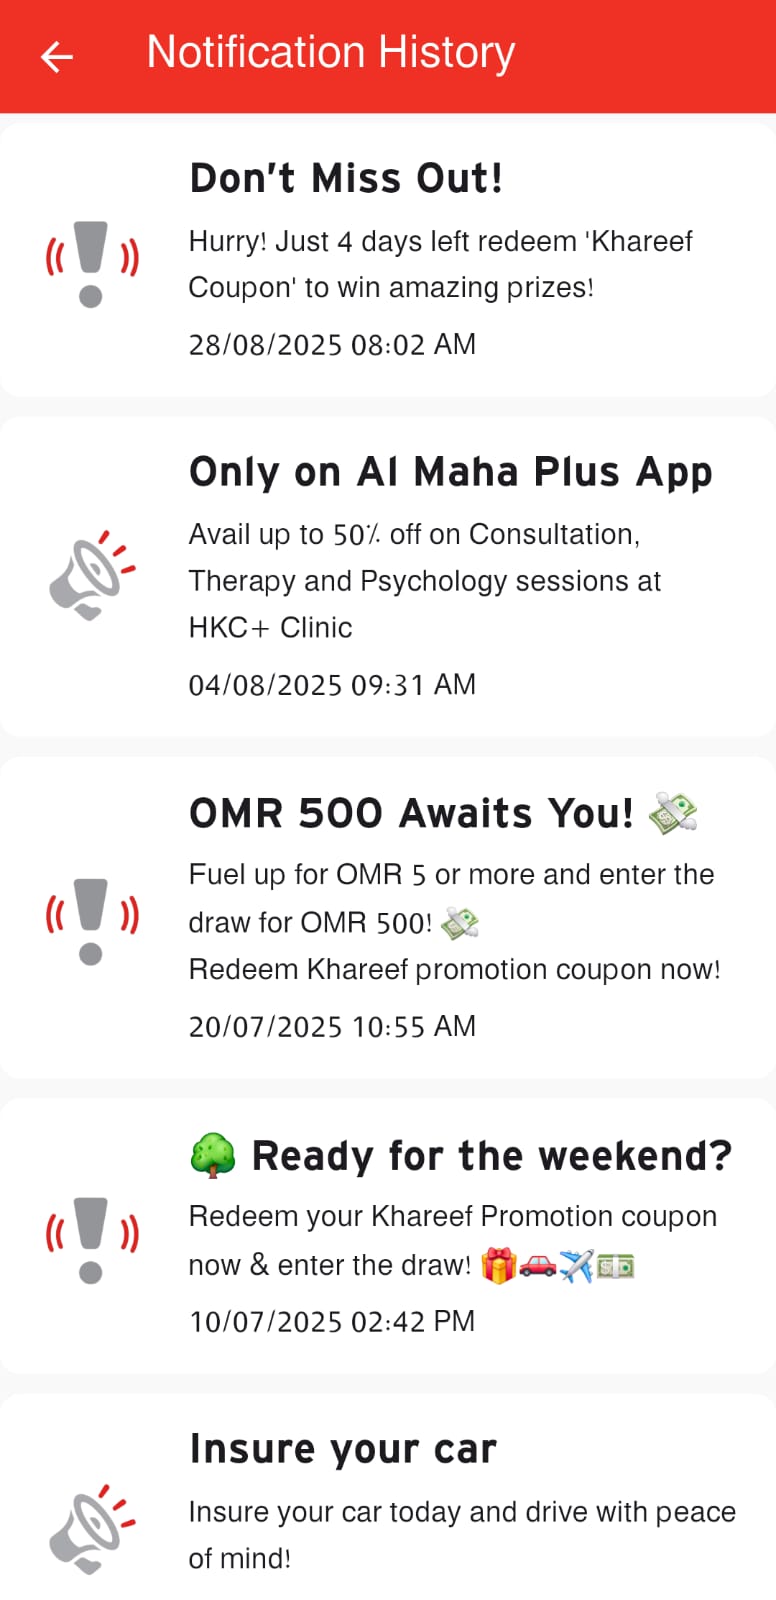 Notification History
Don't Miss Out!
Hurry! Just 4 days left redeem 'Khareef
Coupon' to win amazing prizes!
28/08/2025 08:02 AM
Only on Al Maha Plus App
Avail up to 50% off on Consultation,
Therapy and Psychology sessions at
HKC+ Clinic
04/08/2025 09:31 AM
OMR 500 Awaits You! 💸
Fuel up for OMR 5 or more and enter the
draw for OMR 500! 💸
Redeem Khareef promotion coupon now!
20/07/2025 10:55 AM
🌳 Ready for the weekend?
Redeem your Khareef Promotion coupon
now & enter the draw! 🎁🚗✈️💵
10/07/2025 02:42 PM
Insure your car
Insure your car today and drive with peace
of mind!